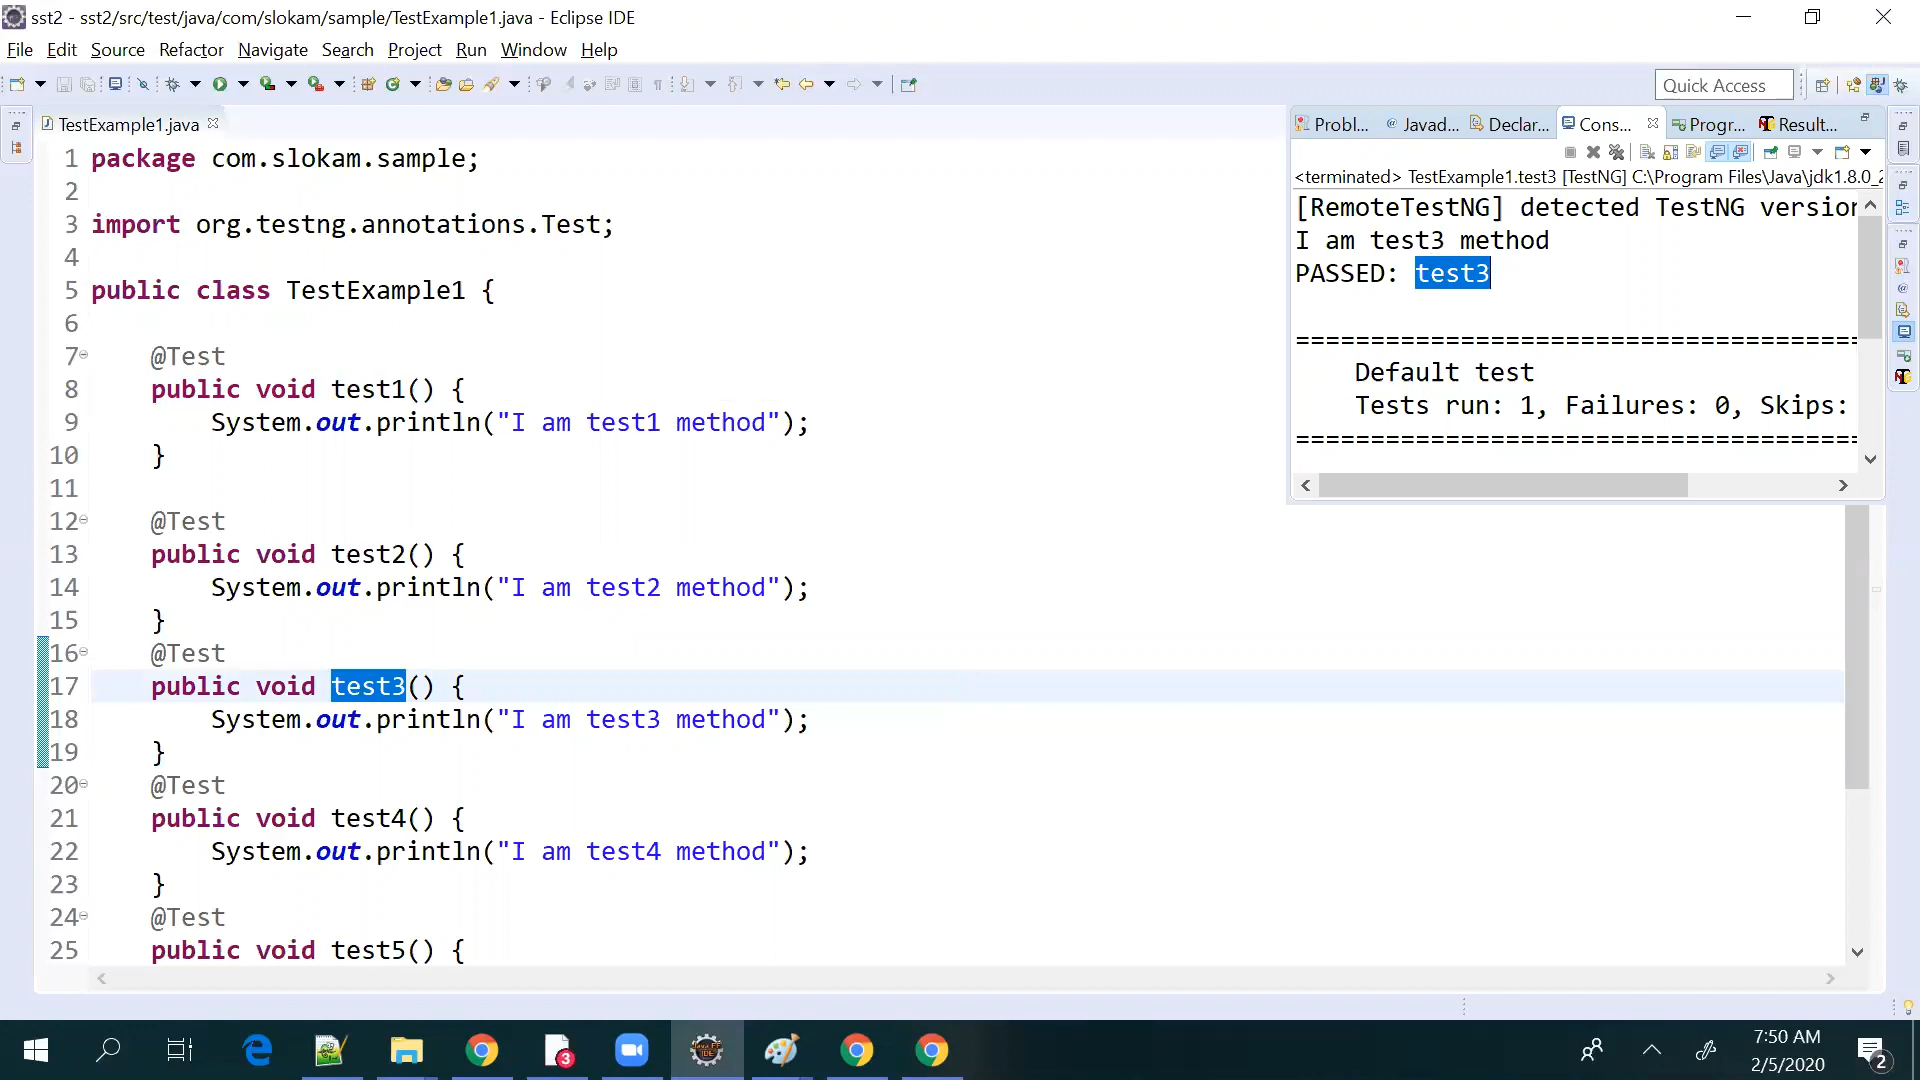 sst2 - sst2/src/test/java/com/slokam/sample/TestExample1.java - Eclipse IDE
File Edit Source Refactor Navigate Search Project Run Window Help
Quick Access
TestExample1.java
1 package com.slokam.sample;
2
3 import org.testng.annotations.Test;
4
5 public class TestExample1 {
6
7 @Test
8 public void test1() {
9 System.out.println("I am test1 method");
10 }
11
12 @Test
13 public void test2() {
14 System.out.println("I am test2 method");
15 }
16 @Test
17 public void test3() {
18 System.out.println("I am test3 method");
19 }
20 @Test
21 public void test4() {
22 System.out.println("I am test4 method");
23 }
24 @Test
25 public void test5() {
Probl... @ Javad... Declar... Cons... Progr... Result...
<terminated> TestExample1.test3 [TestNG] C:\Program Files\Java\jdk1.8.0_2
[RemoteTestNG] detected TestNG version
I am test3 method
PASSED: test3
===============================================
Default test
Tests run: 1, Failures: 0, Skips:
===============================================
Java EE
IDE
3
7:50 AM
2/5/2020
2